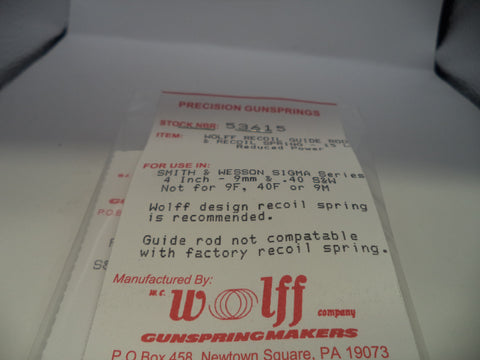 PRECISION GUNSPRINGS
STOCK NBR: 53415
ITEM: WOLFF RECOIL GUIDE ROD
& RECOIL SPRING 15
Reduced Power
FOR USE IN:
SMITH & WESSON SIGMA Series
4 Inch - 9mm & .40 S&W
Not for 9F, 40F or 9M
Wolff design recoil spring
is recommended.
Guide rod not compatable
with factory recoil spring.
Manufactured By:
W.C.
wolff
company
GUNSPRINGMAKERS
P.O Box 458, Newtown Square, PA 19073